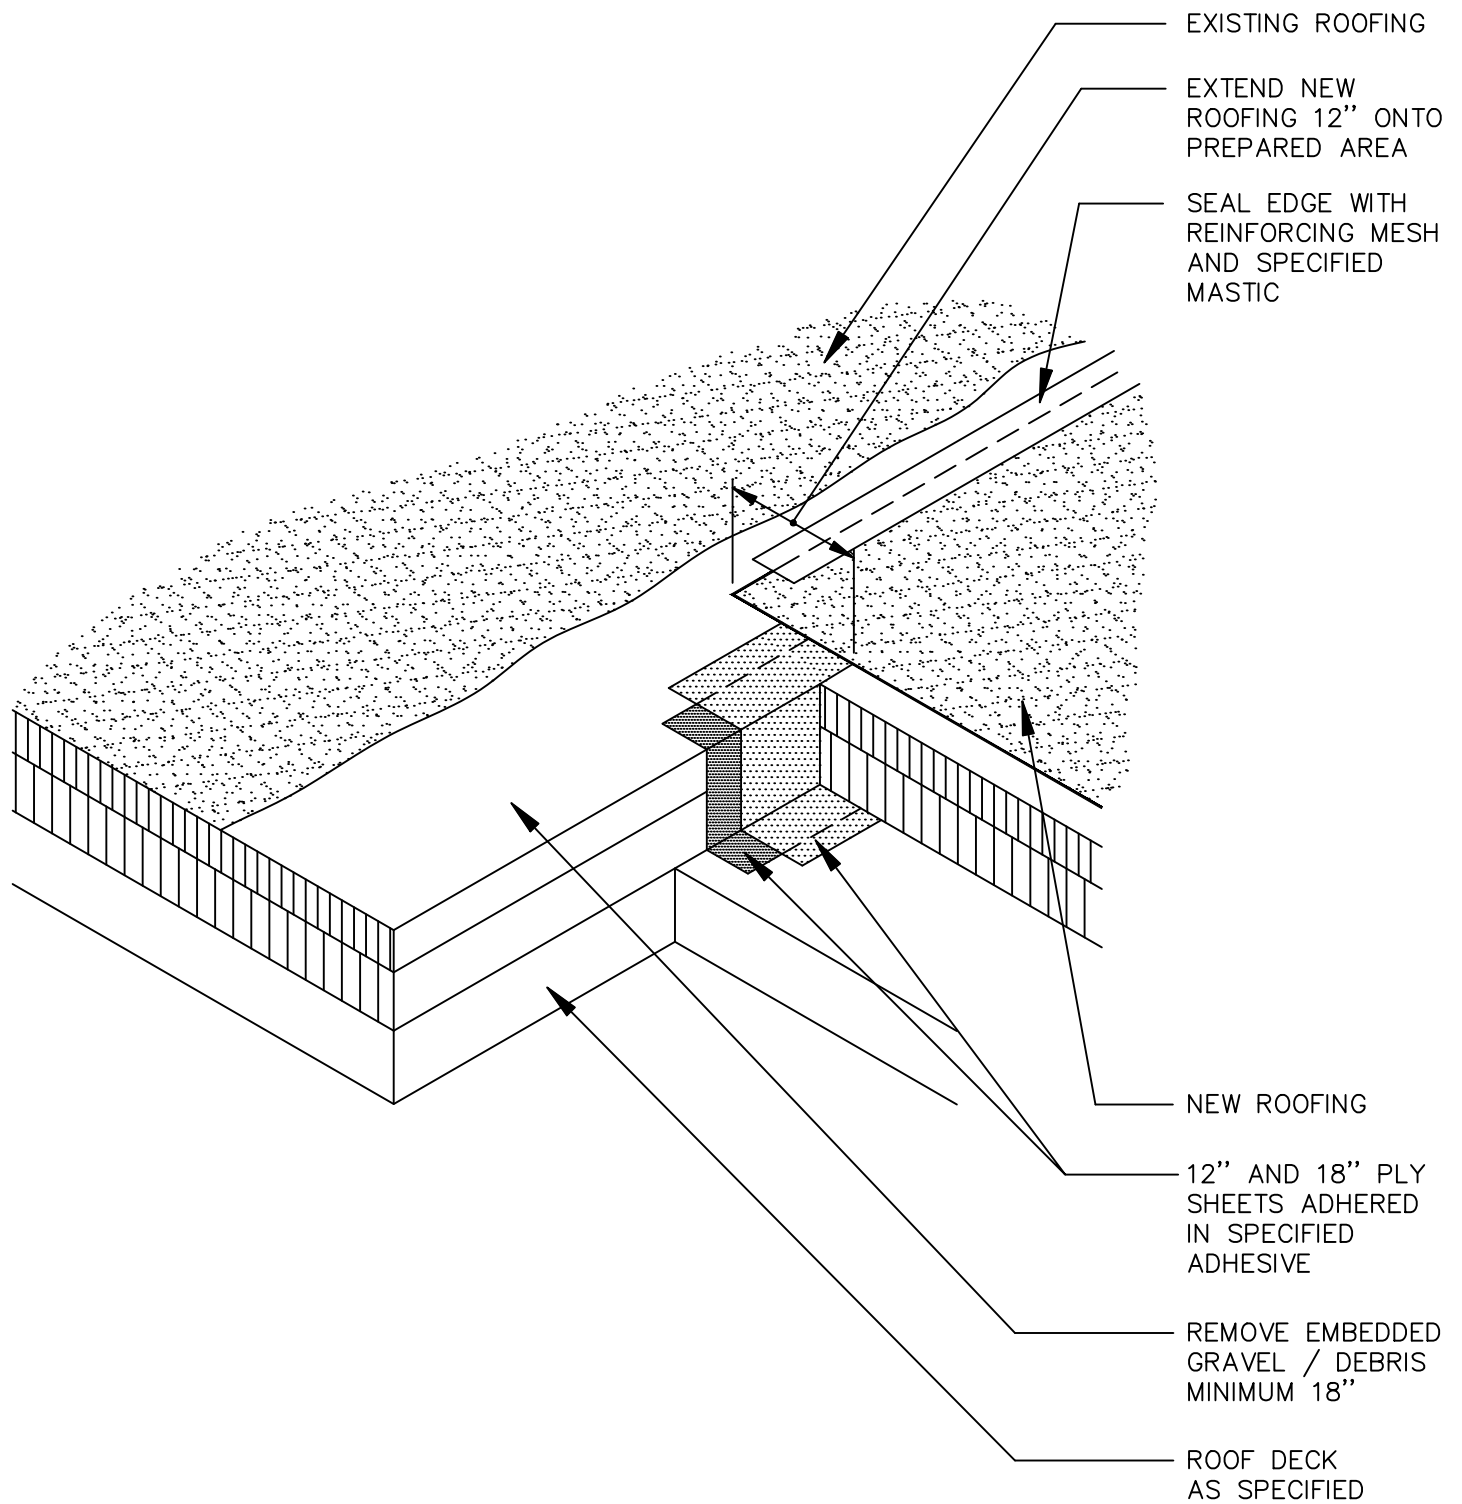 EXISTING ROOFING
EXTEND NEW
ROOFING 12" ONTO
PREPARED AREA
SEAL EDGE WITH
REINFORCING MESH
AND SPECIFIED
MASTIC
NEW ROOFING
12" AND 18" PLY
SHEETS ADHERED
IN SPECIFIED
ADHESIVE
REMOVE EMBEDDED
GRAVEL / DEBRIS
MINIMUM 18"
ROOF DECK
AS SPECIFIED